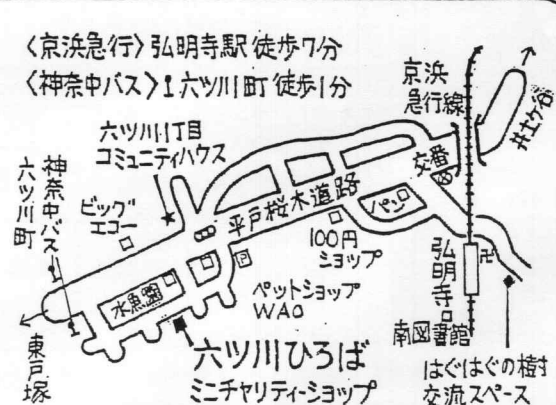 〈京浜急行〉弘明寺駅徒歩7分
〈神奈中バス〉六ツ川町徒歩1分
京浜
急行線
井土ケ谷
六ツ川1丁目
コミュニティハウス
交番
神奈中バス
六ツ川町
ビッグ
エコー
平戸桜木道路
パン
100円
ショップ
弘明寺
卍
水魚園
P
ペットショップ
WAO
南図書館
東戸塚
六ツ川ひろば
ミニチャリティーショップ
はぐはぐの樹
交流スペース